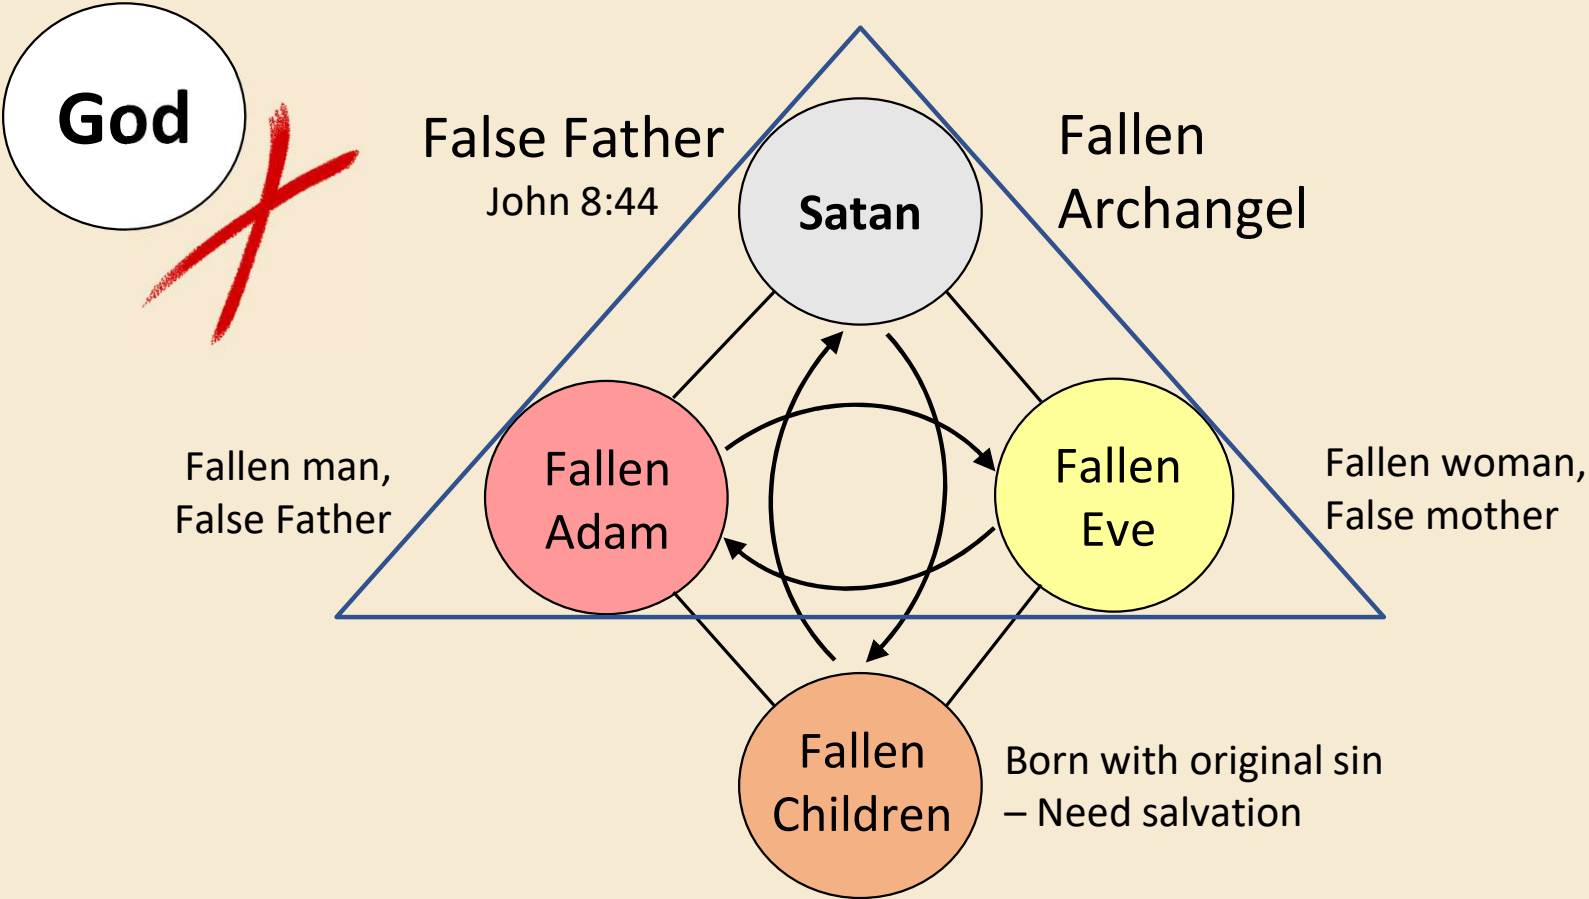 God
False Father
John 8:44
Satan
Fallen
Archangel
Fallen man,
False Father
Fallen
Adam
Fallen
Eve
Fallen woman,
False mother
Fallen
Children
Born with original sin
– Need salvation